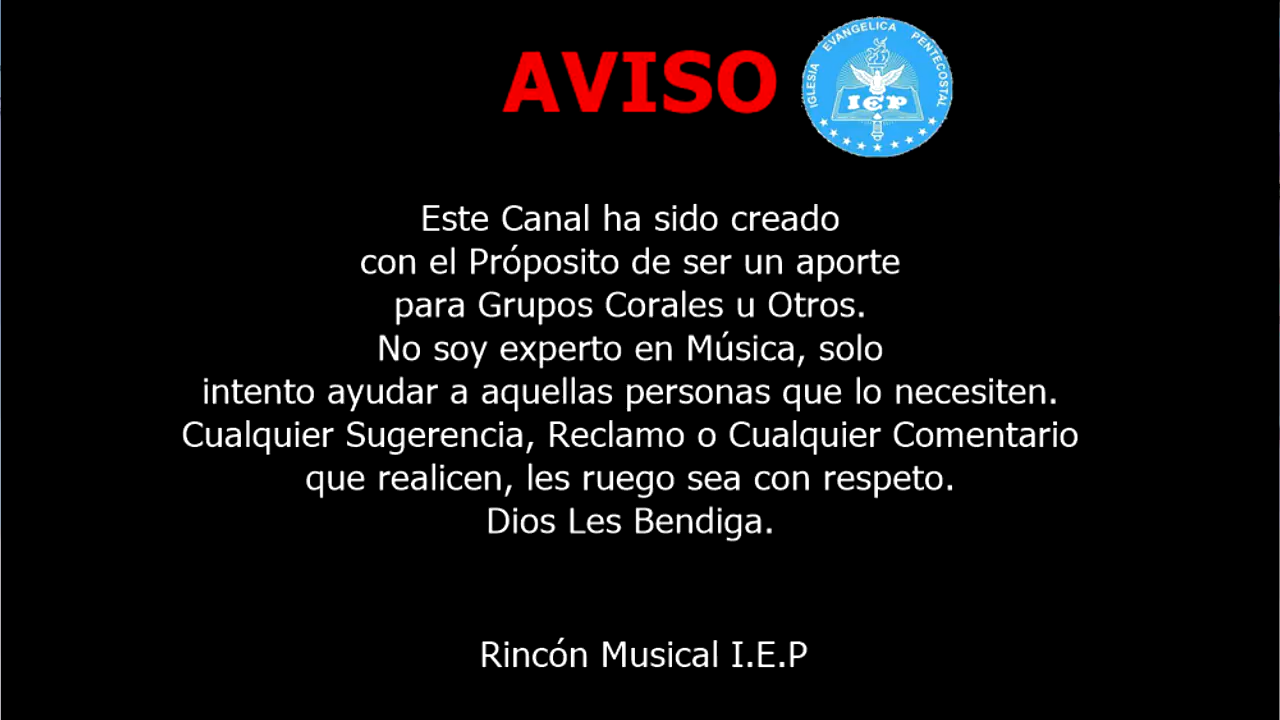 AVISO
IGLESIA EVANGELICA PENTECOSTAL
IEP
Este Canal ha sido creado
con el Próposito de ser un aporte
para Grupos Corales u Otros.
No soy experto en Música, solo
intento ayudar a aquellas personas que lo necesiten.
Cualquier Sugerencia, Reclamo o Cualquier Comentario
que realicen, les ruego sea con respeto.
Dios Les Bendiga.
Rincón Musical I.E.P